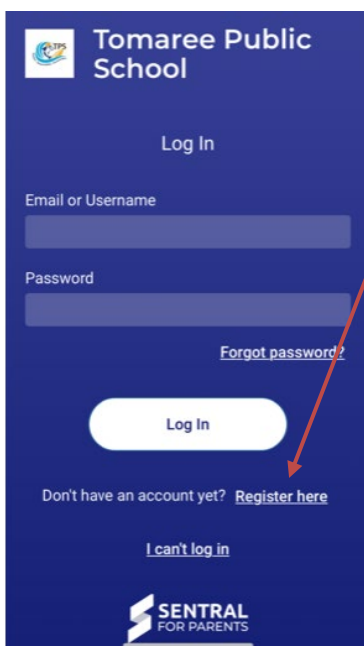 TPS
Tomaree Public
School
Log In
Email or Username
Password
Forgot password?
Log In
Don't have an account yet? Register here
I can't log in
SENTRAL
FOR PARENTS